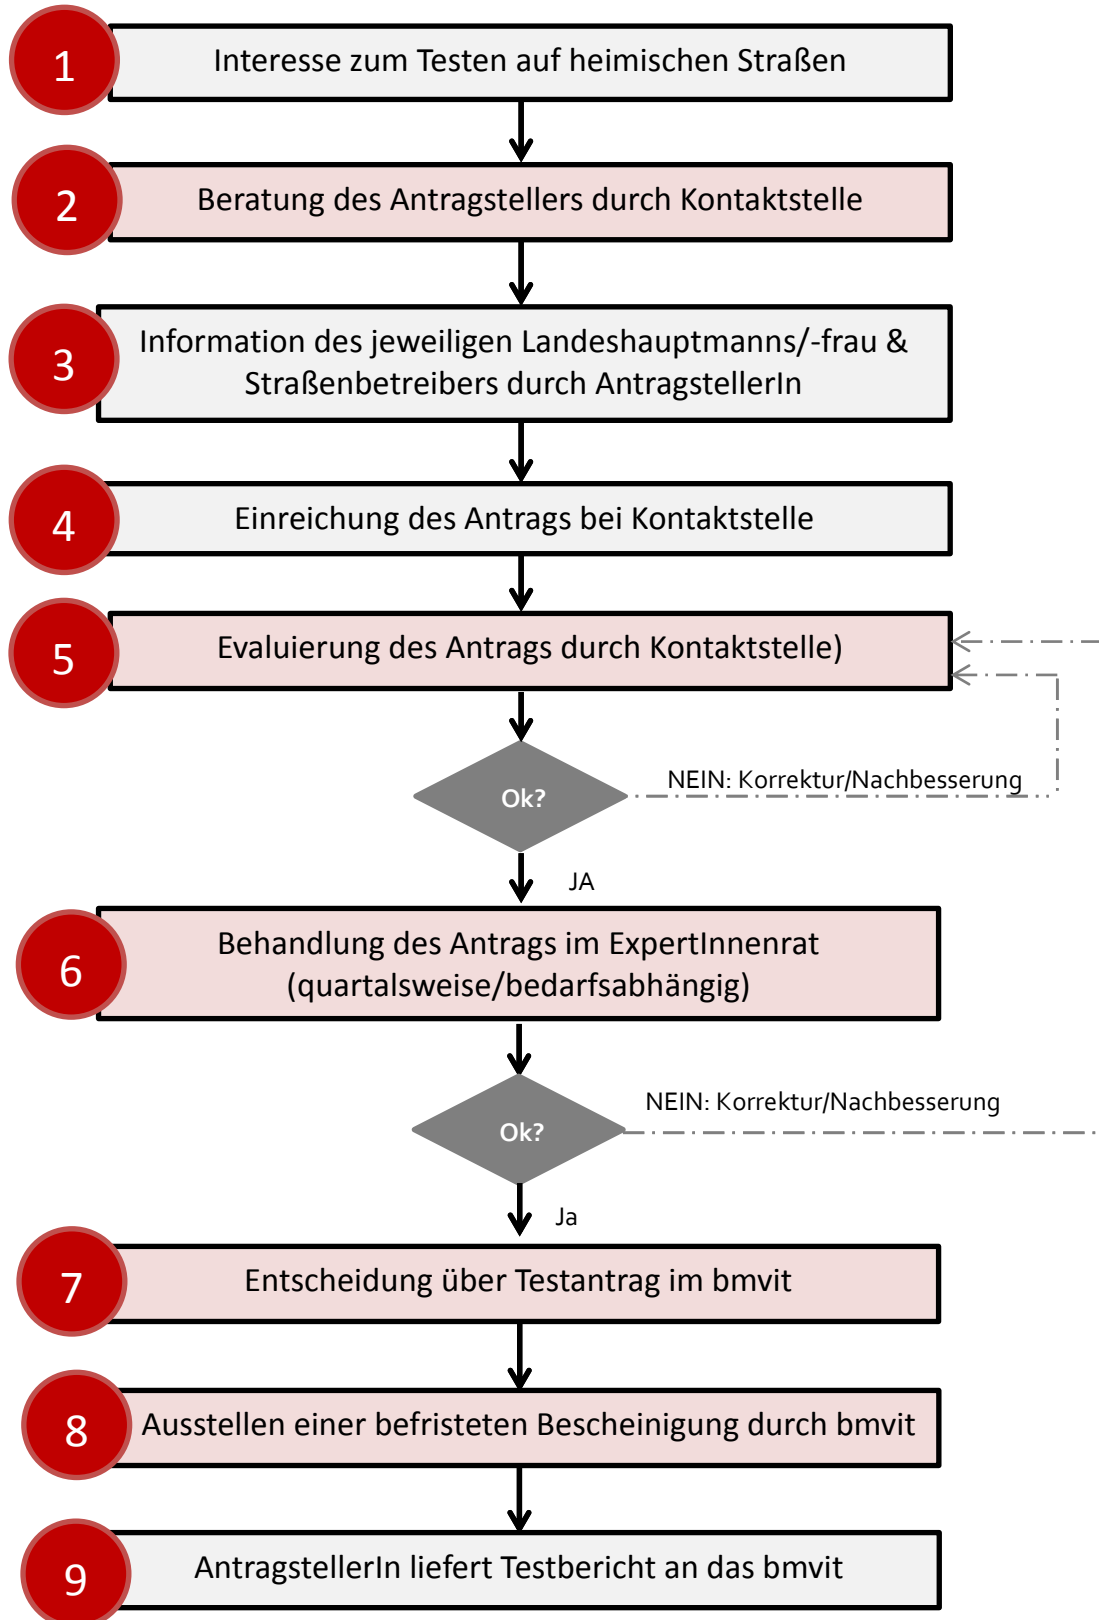 1
Interesse zum Testen auf heimischen Straßen
2
Beratung des Antragstellers durch Kontaktstelle
3
Information des jeweiligen Landeshauptmanns/-frau &
Straßenbetreibers durch AntragstellerIn
4
Einreichung des Antrags bei Kontaktstelle
5
Evaluierung des Antrags durch Kontaktstelle)
Ok?
NEIN: Korrektur/Nachbesserung
JA
6
Behandlung des Antrags im ExpertInnenrat
(quartalsweise/bedarfsabhängig)
Ok?
NEIN: Korrektur/Nachbesserung
Ja
7
Entscheidung über Testantrag im bmvit
8
Ausstellen einer befristeten Bescheinigung durch bmvit
9
AntragstellerIn liefert Testbericht an das bmvit